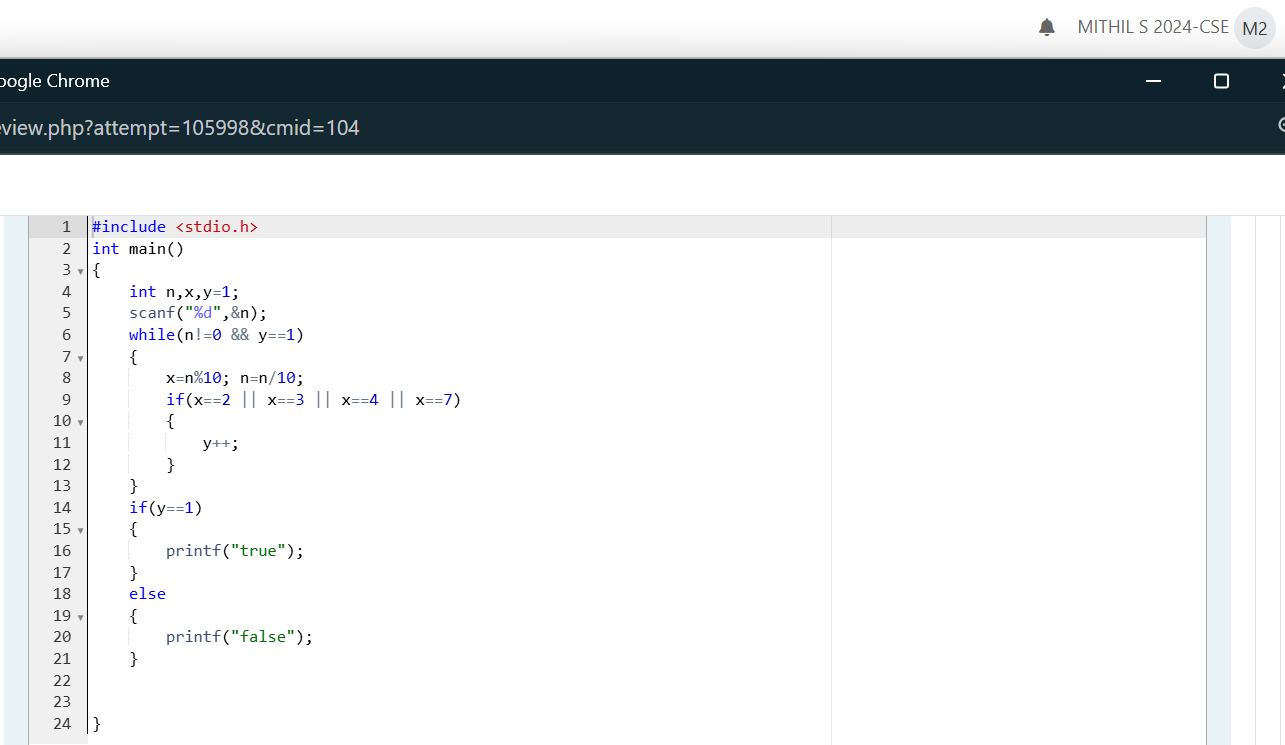 MITHIL S 2024-CSE M2
oogle Chrome
view.php?attempt=105998&cmid=104
1 #include <stdio.h>
2 int main()
3 {
4 int n,x,y=1;
5 scanf("%d",&n);
6 while(n!=0 && y==1)
7 {
8 x=n%10; n=n/10;
9 if(x==2 || x==3 || x==4 || x==7)
10 {
11 y++;
12 }
13 }
14 if(y==1)
15 {
16 printf("true");
17 }
18 else
19 {
20 printf("false");
21 }
22
23
24 }